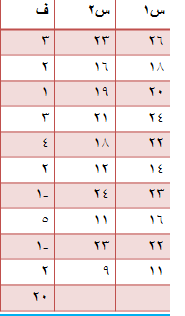 س١ س٢ ف
٢٦ ٢٣ ٣
١٨ ١٦ ٢
٢٠ ١٩ ١
٢٤ ٢١ ٣
٢٢ ١٨ ٤
١٤ ١٢ ٢
٢٣ ٢٤ ١-
١٦ ١١ ٥
٢٢ ٢٣ ١-
١١ ٩ ٢
٢٠